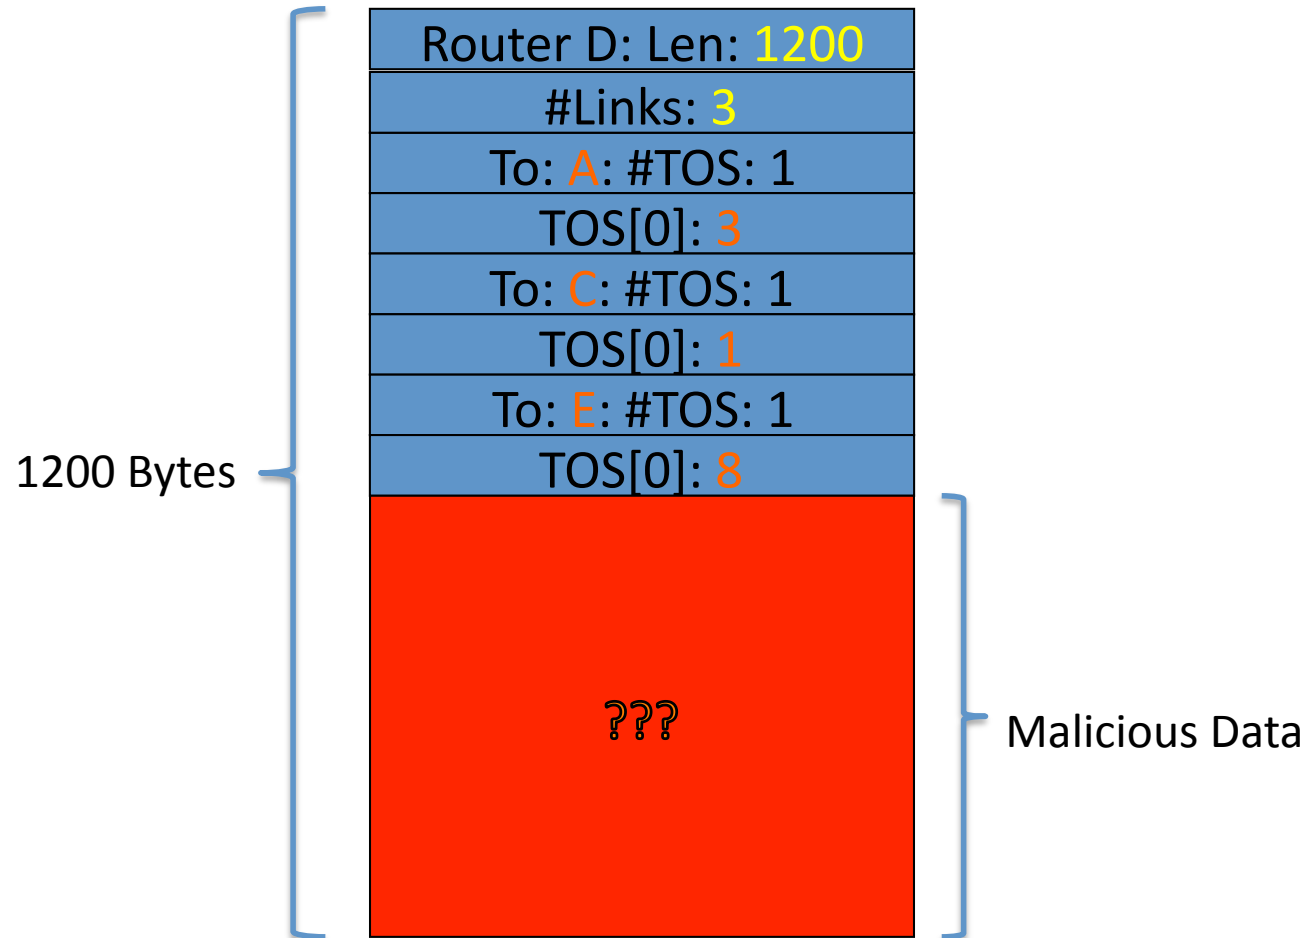 Router D: Len: 1200
#Links: 3
To: A: #TOS: 1
TOS[0]: 3
To: C: #TOS: 1
TOS[0]: 1
To: E: #TOS: 1
TOS[0]: 8
1200 Bytes
???
Malicious Data